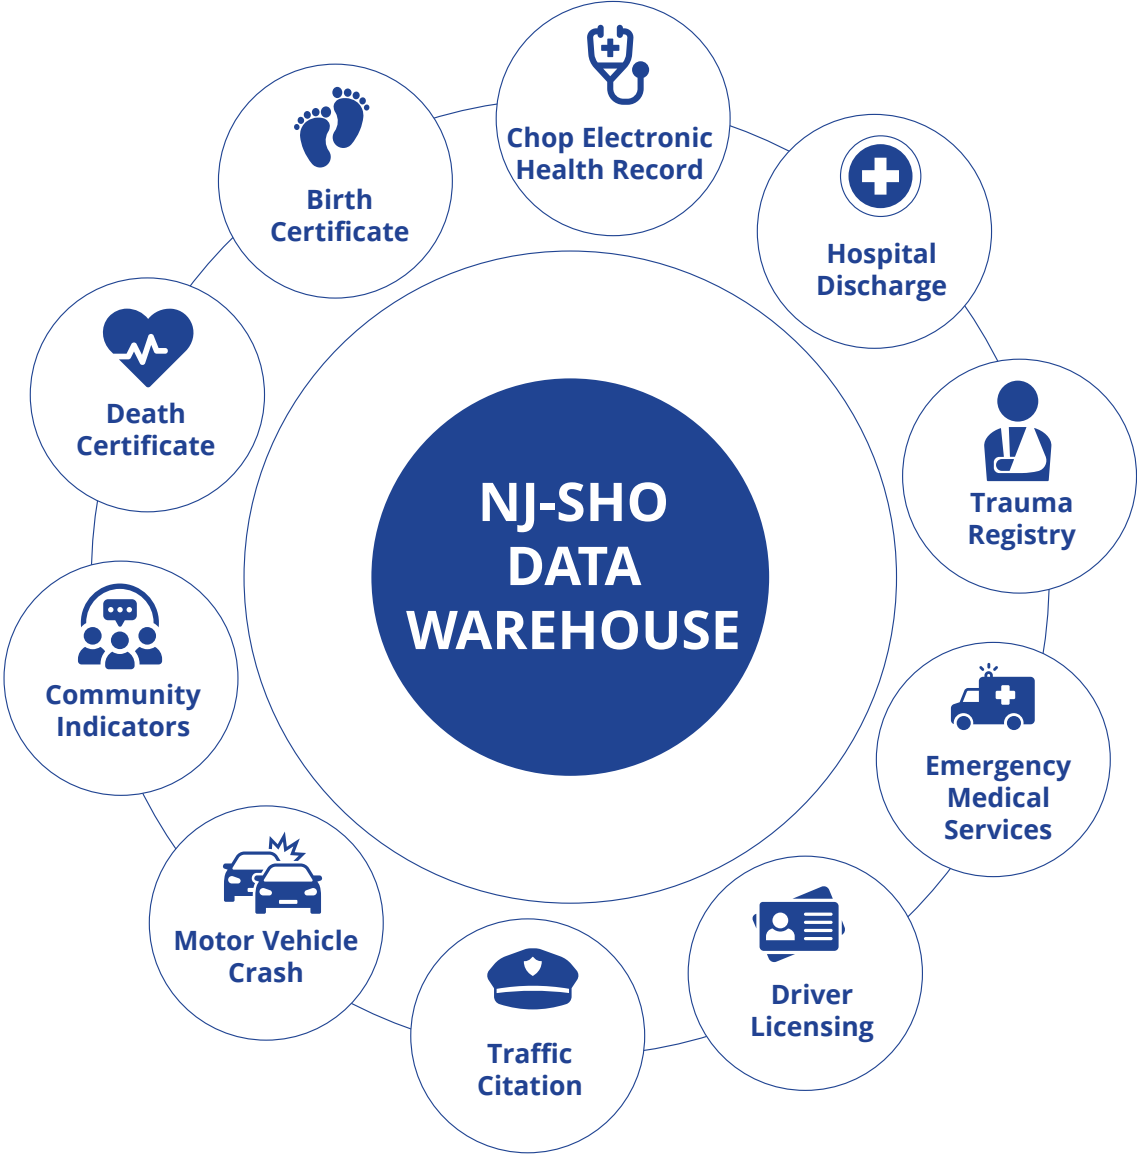 Chop Electronic
Health Record
Hospital
Discharge
Trauma
Registry
Emergency
Medical
Services
Driver
Licensing
Traffic
Citation
Motor Vehicle
Crash
Community
Indicators
Death
Certificate
Birth
Certificate
NJ-SHO
DATA
WAREHOUSE